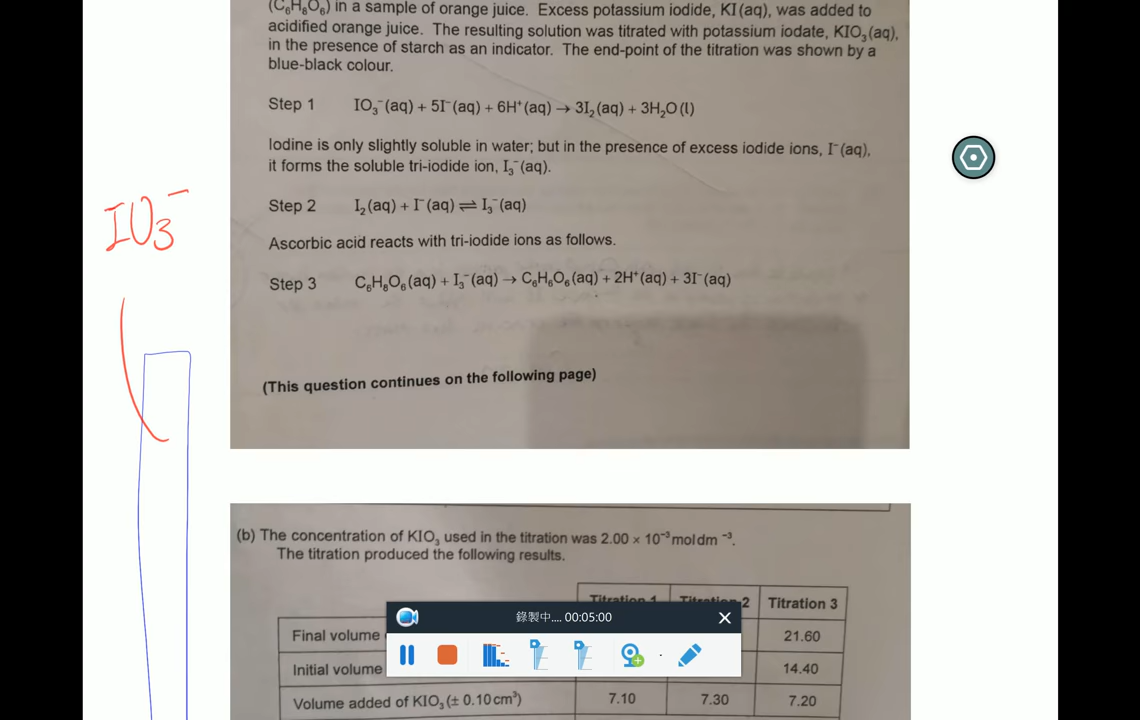 (C₆H₈O₆) in a sample of orange juice. Excess potassium iodide, KI(aq), was added to
acidified orange juice. The resulting solution was titrated with potassium iodate, KIO₃(aq),
in the presence of starch as an indicator. The end-point of the titration was shown by a
blue-black colour.
Step 1 IO₃⁻(aq) + 5I⁻(aq) + 6H⁺(aq) → 3I₂(aq) + 3H₂O(l)
Iodine is only slightly soluble in water; but in the presence of excess iodide ions, I⁻(aq),
it forms the soluble tri-iodide ion, I₃⁻(aq).
IO₃⁻
Step 2 I₂(aq) + I⁻(aq) ⇌ I₃⁻(aq)
Ascorbic acid reacts with tri-iodide ions as follows.
Step 3 C₆H₈O₆(aq) + I₃⁻(aq) → C₆H₆O₆(aq) + 2H⁺(aq) + 3I⁻(aq)
(This question continues on the following page)
(b) The concentration of KIO₃ used in the titration was 2.00 × 10⁻³ mol dm⁻³.
The titration produced the following results.
Titration 1 Titration 2 Titration 3
錄製中.... 00:05:00
Final volume 21.60
Initial volume 14.40
Volume added of KIO₃ (± 0.10 cm³) 7.10 7.30 7.20